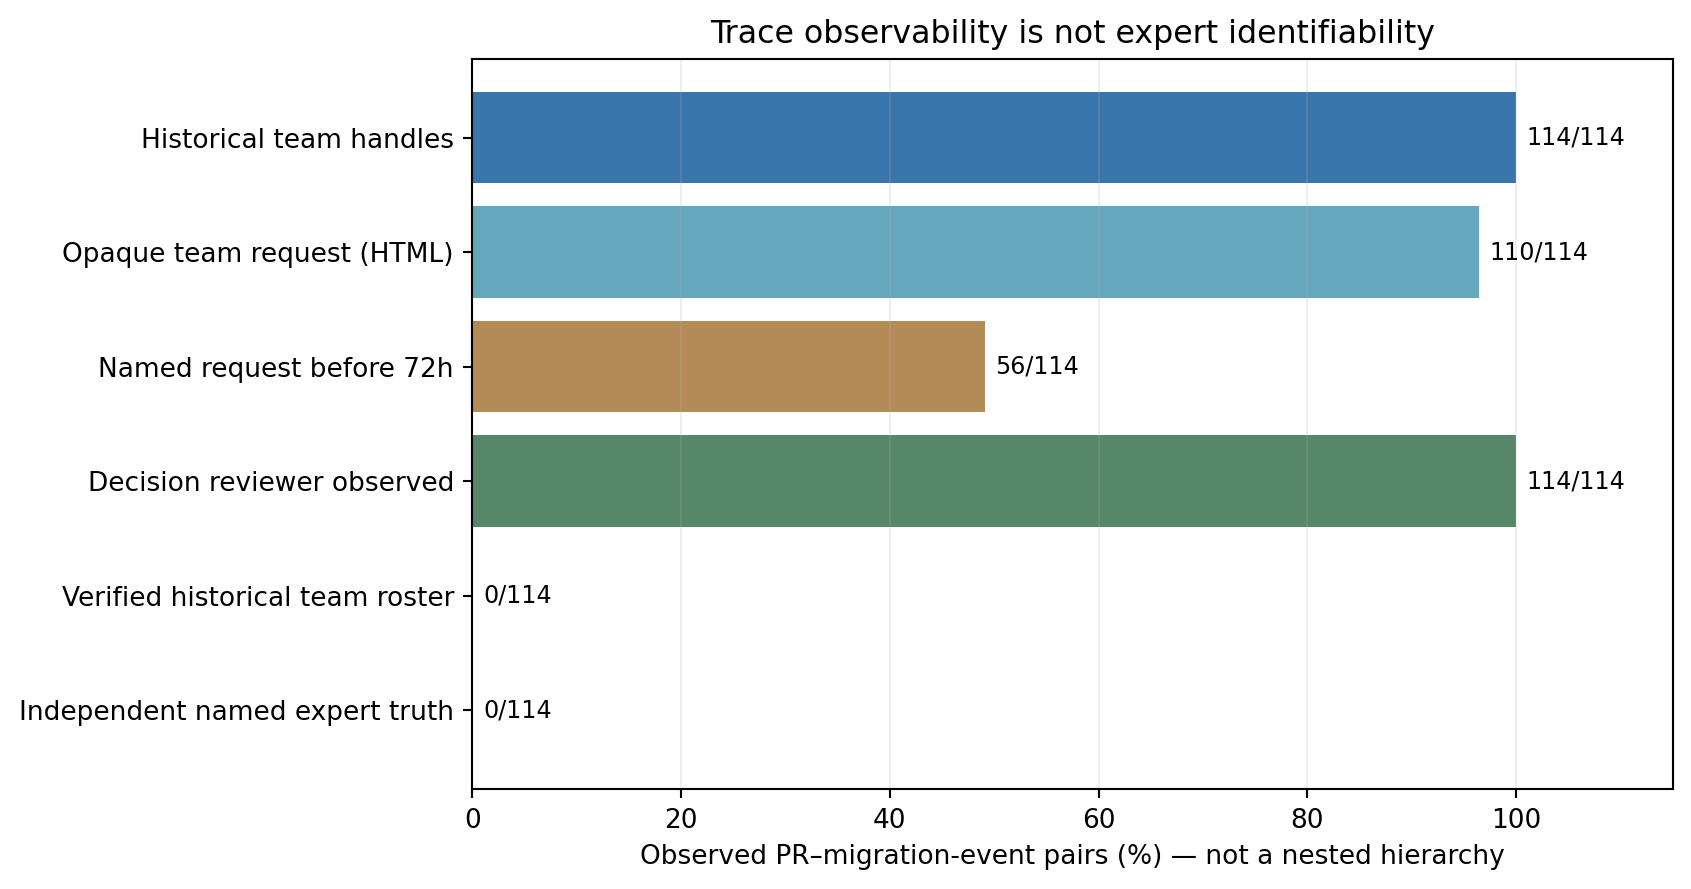 Trace observability is not expert identifiability
Historical team handles
114/114
Opaque team request (HTML)
110/114
Named request before 72h
56/114
Decision reviewer observed
114/114
Verified historical team roster
0/114
Independent named expert truth
0/114
0 20 40 60 80 100
Observed PR–migration-event pairs (%) — not a nested hierarchy